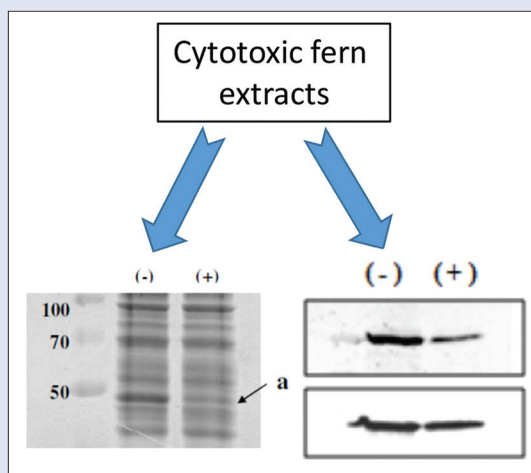 Cytotoxic fern
extracts
(-) (+)
100
70
50
a
(-) (+)